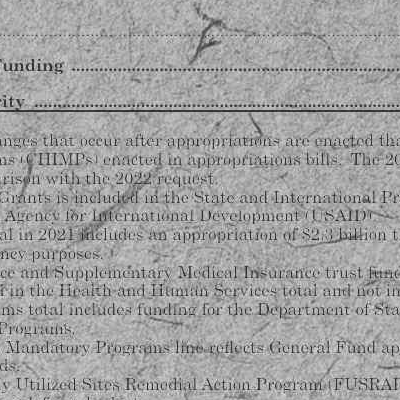 Funding ........................................................
rity ........................................................
nges that occur after appropriations are enacted tha
ns (CHIMPs) enacted in appropriations bills. The 20
rison with the 2022 request.
Grants is included in the State and International Pr
Agency for International Development (USAID).
al in 2021 includes an appropriation of $2.3 billion t
ncy purposes.
ce and Supplementary Medical Insurance trust fund
in the Health and Human Services total and not in
ms total includes funding for the Department of Sta
Programs.
Mandatory Programs line reflects General Fund ap
ds.
y Utilized Sites Remedial Action Program (FUSRAP